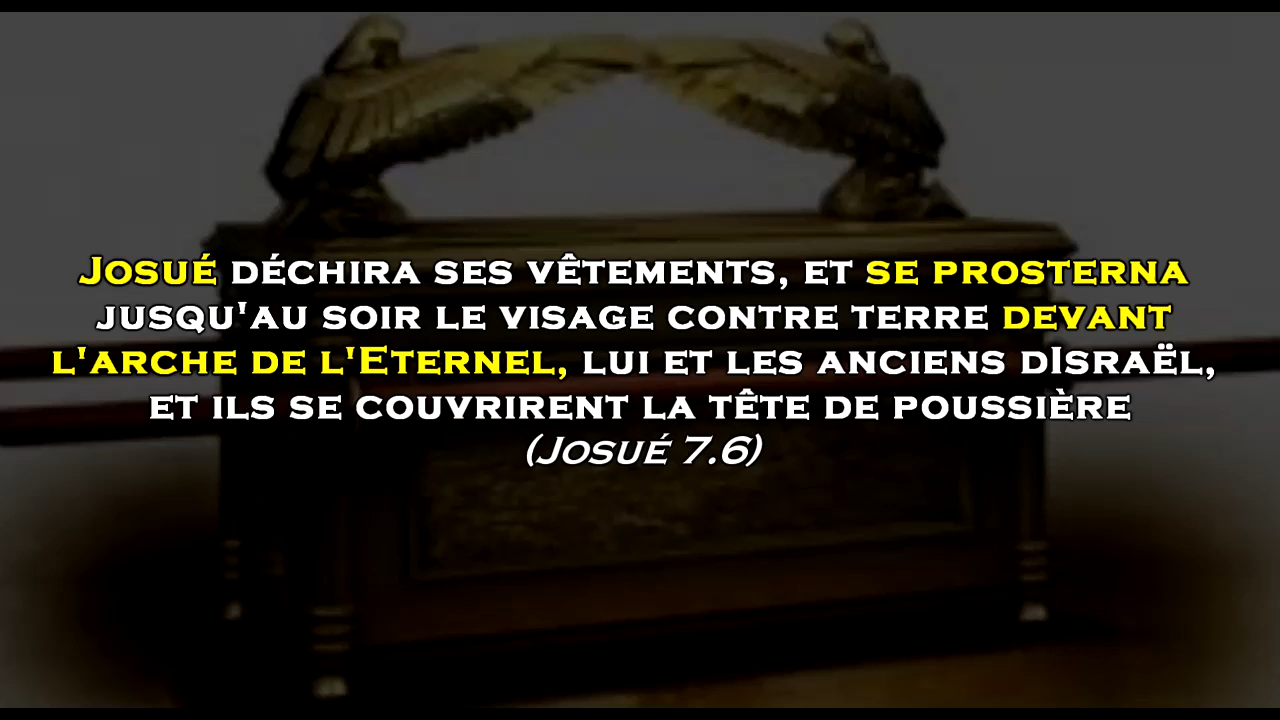 Josué déchira ses vêtements, et se prosterna
jusqu'au soir le visage contre terre devant
l'arche de l'Eternel, lui et les anciens dIsraël,
et ils se couvrirent la tête de poussière
(Josué 7.6)